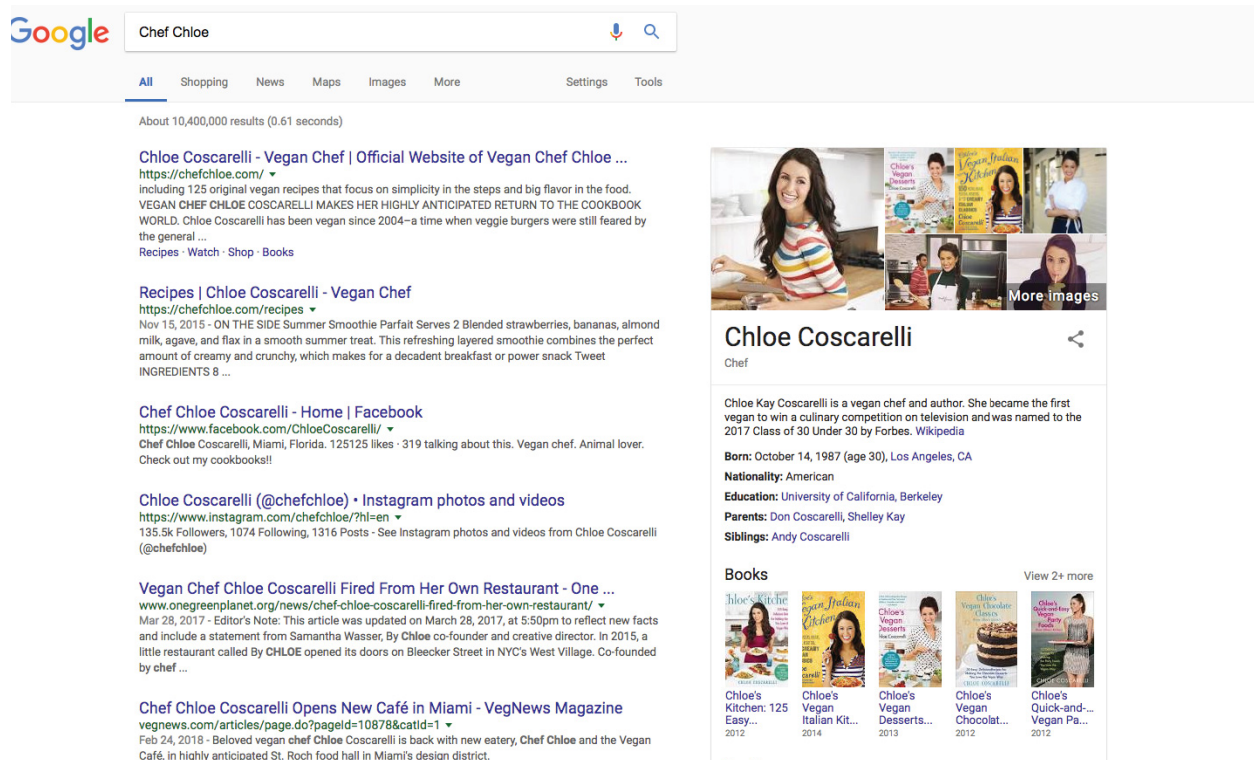 Google
Chef Chloe
All Shopping News Maps Images More Settings Tools
About 10,400,000 results (0.61 seconds)
Chloe Coscarelli - Vegan Chef | Official Website of Vegan Chef Chloe ...
https://chefchloe.com/
including 125 original vegan recipes that focus on simplicity in the steps and big flavor in the food.
VEGAN CHEF CHLOE COSCARELLI MAKES HER HIGHLY ANTICIPATED RETURN TO THE COOKBOOK
WORLD. Chloe Coscarelli has been vegan since 2004–a time when veggie burgers were still feared by
the general ...
Recipes · Watch · Shop · Books
Recipes | Chloe Coscarelli - Vegan Chef
https://chefchloe.com/recipes
Nov 15, 2015 - ON THE SIDE Summer Smoothie Parfait Serves 2 Blended strawberries, bananas, almond
milk, agave, and flax in a smooth summer treat. This refreshing layered smoothie combines the perfect
amount of creamy and crunchy, which makes for a decadent breakfast or power snack Tweet
INGREDIENTS 8 ...
Chef Chloe Coscarelli - Home | Facebook
https://www.facebook.com/ChloeCoscarelli/
Chef Chloe Coscarelli, Miami, Florida. 125125 likes · 319 talking about this. Vegan chef. Animal lover.
Check out my cookbooks!!
Chloe Coscarelli (@chefchloe) • Instagram photos and videos
https://www.instagram.com/chefchloe/?hl=en
135.5k Followers, 1074 Following, 1316 Posts - See Instagram photos and videos from Chloe Coscarelli
(@chefchloe)
Vegan Chef Chloe Coscarelli Fired From Her Own Restaurant - One ...
www.onegreenplanet.org/news/chef-chloe-coscarelli-fired-from-her-own-restaurant/
Mar 28, 2017 - Editor's Note: This article was updated on March 28, 2017, at 5:50pm to reflect new facts
and include a statement from Samantha Wasser, By Chloe co-founder and creative director. In 2015, a
little restaurant called By CHLOE opened its doors on Bleecker Street in NYC's West Village. Co-founded
by chef ...
Chef Chloe Coscarelli Opens New Café in Miami - VegNews Magazine
vegnews.com/articles/page.do?pageId=10878&catId=1
Feb 24, 2018 - Beloved vegan chef Chloe Coscarelli is back with new eatery, Chef Chloe and the Vegan
Café, in highly anticipated St. Roch food hall in Miami's design district.
Chloe's
Vegan
Desserts
Vegan Italian
Kitchen
Chloe
Coscarelli
More images
Chloe Coscarelli
Chef
Chloe Kay Coscarelli is a vegan chef and author. She became the first
vegan to win a culinary competition on television and was named to the
2017 Class of 30 Under 30 by Forbes. Wikipedia
Born: October 14, 1987 (age 30), Los Angeles, CA
Nationality: American
Education: University of California, Berkeley
Parents: Don Coscarelli, Shelley Kay
Siblings: Andy Coscarelli
Books View 2+ more
Chloe's
Kitchen: 125
Easy...
2012
Chloe's
Vegan
Italian Kit...
2014
Chloe's
Vegan
Desserts...
2013
Chloe's
Vegan
Chocolat...
2012
Chloe's
Quick-and-...
Vegan Pa...
2012